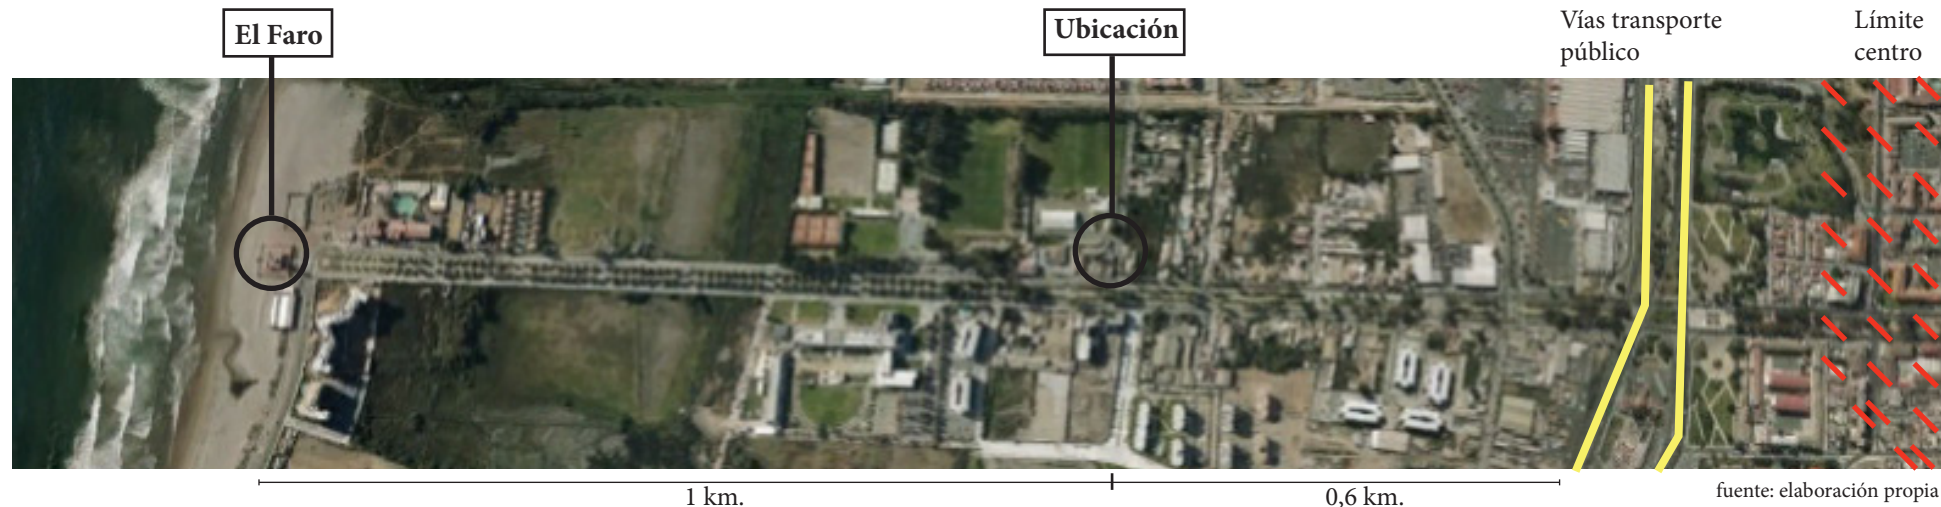 El Faro
Ubicación
Vías transporte
público
Límite
centro
1 km.
0,6 km.
fuente: elaboración propia